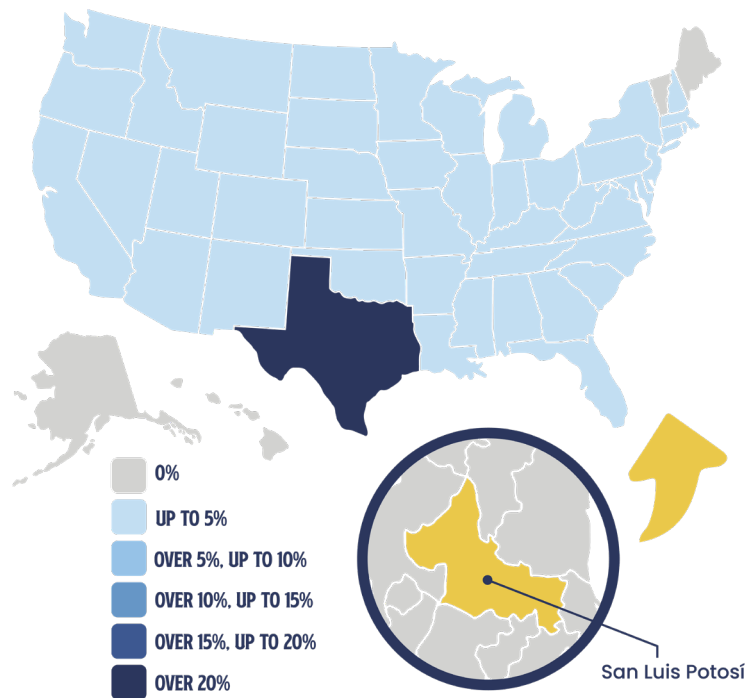 0%
UP TO 5%
OVER 5%, UP TO 10%
OVER 10%, UP TO 15%
OVER 15%, UP TO 20%
OVER 20%
San Luis Potosí